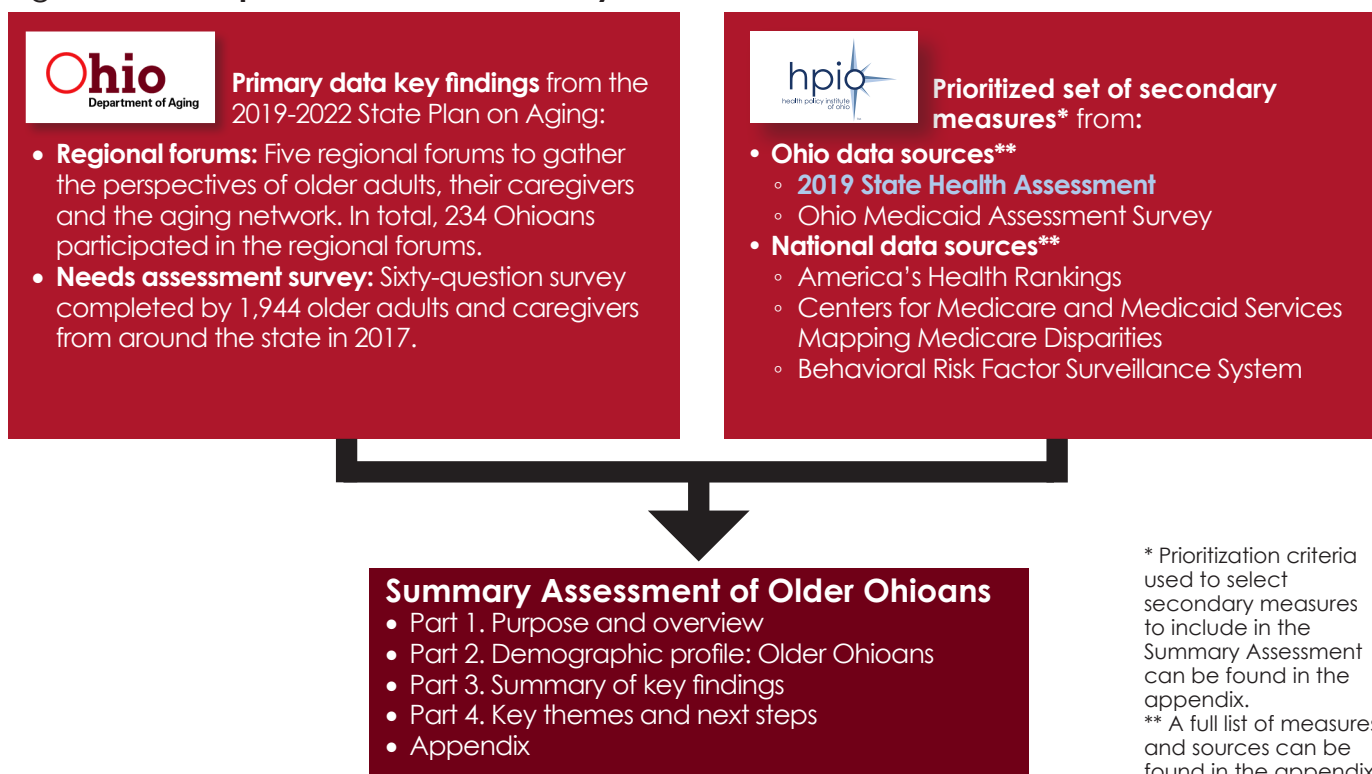 Ohio
Department of Aging
Primary data key findings from the
2019-2022 State Plan on Aging:
• Regional forums: Five regional forums to gather
the perspectives of older adults, their caregivers
and the aging network. In total, 234 Ohioans
participated in the regional forums.
• Needs assessment survey: Sixty-question survey
completed by 1,944 older adults and caregivers
from around the state in 2017.
hpio
health policy institute
of ohio
Prioritized set of secondary
measures* from:
• Ohio data sources**
◦ 2019 State Health Assessment
◦ Ohio Medicaid Assessment Survey
• National data sources**
◦ America’s Health Rankings
◦ Centers for Medicare and Medicaid Services
Mapping Medicare Disparities
◦ Behavioral Risk Factor Surveillance System
Summary Assessment of Older Ohioans
• Part 1. Purpose and overview
• Part 2. Demographic profile: Older Ohioans
• Part 3. Summary of key findings
• Part 4. Key themes and next steps
• Appendix
* Prioritization criteria
used to select
secondary measures
to include in the
Summary Assessment
can be found in the
appendix.
** A full list of measures
and sources can be
found in the appendix